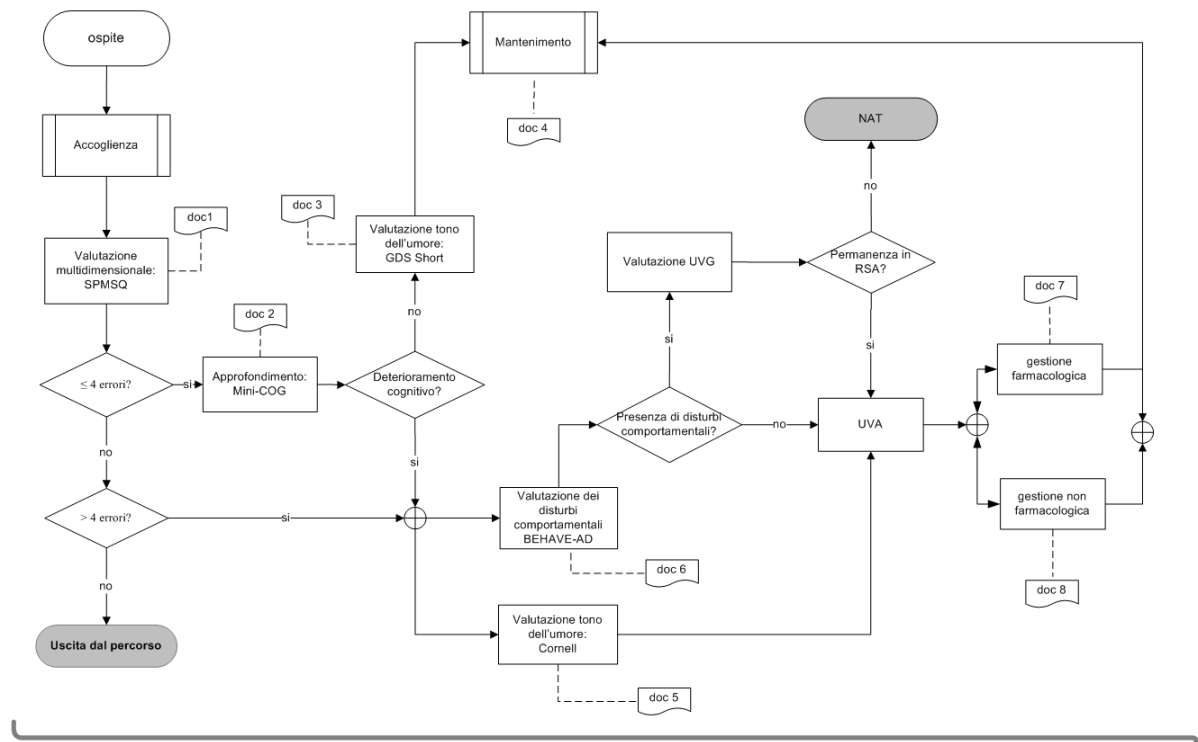 ospite
Mantenimento
Accoglienza
doc 4
NAT
doc1
doc 3
Valutazione
multidimensionale:
SPMSQ
Valutazione tono
dell'umore:
GDS Short
no
Valutazione UVG
Permanenza in
RSA?
doc 2
no
doc 7
si
si
≤ 4 errori?
si
Approfondimento:
Mini-COG
Deterioramento
cognitivo?
gestione
farmacologica
Presenza di disturbi
comportamentali?
no
UVA
no
si
> 4 errori?
si
Valutazione dei
disturbi
comportamentali
BEHAVE-AD
gestione non
farmacologica
doc 6
no
doc 8
Uscita dal percorso
Valutazione tono
dell'umore:
Cornell
doc 5